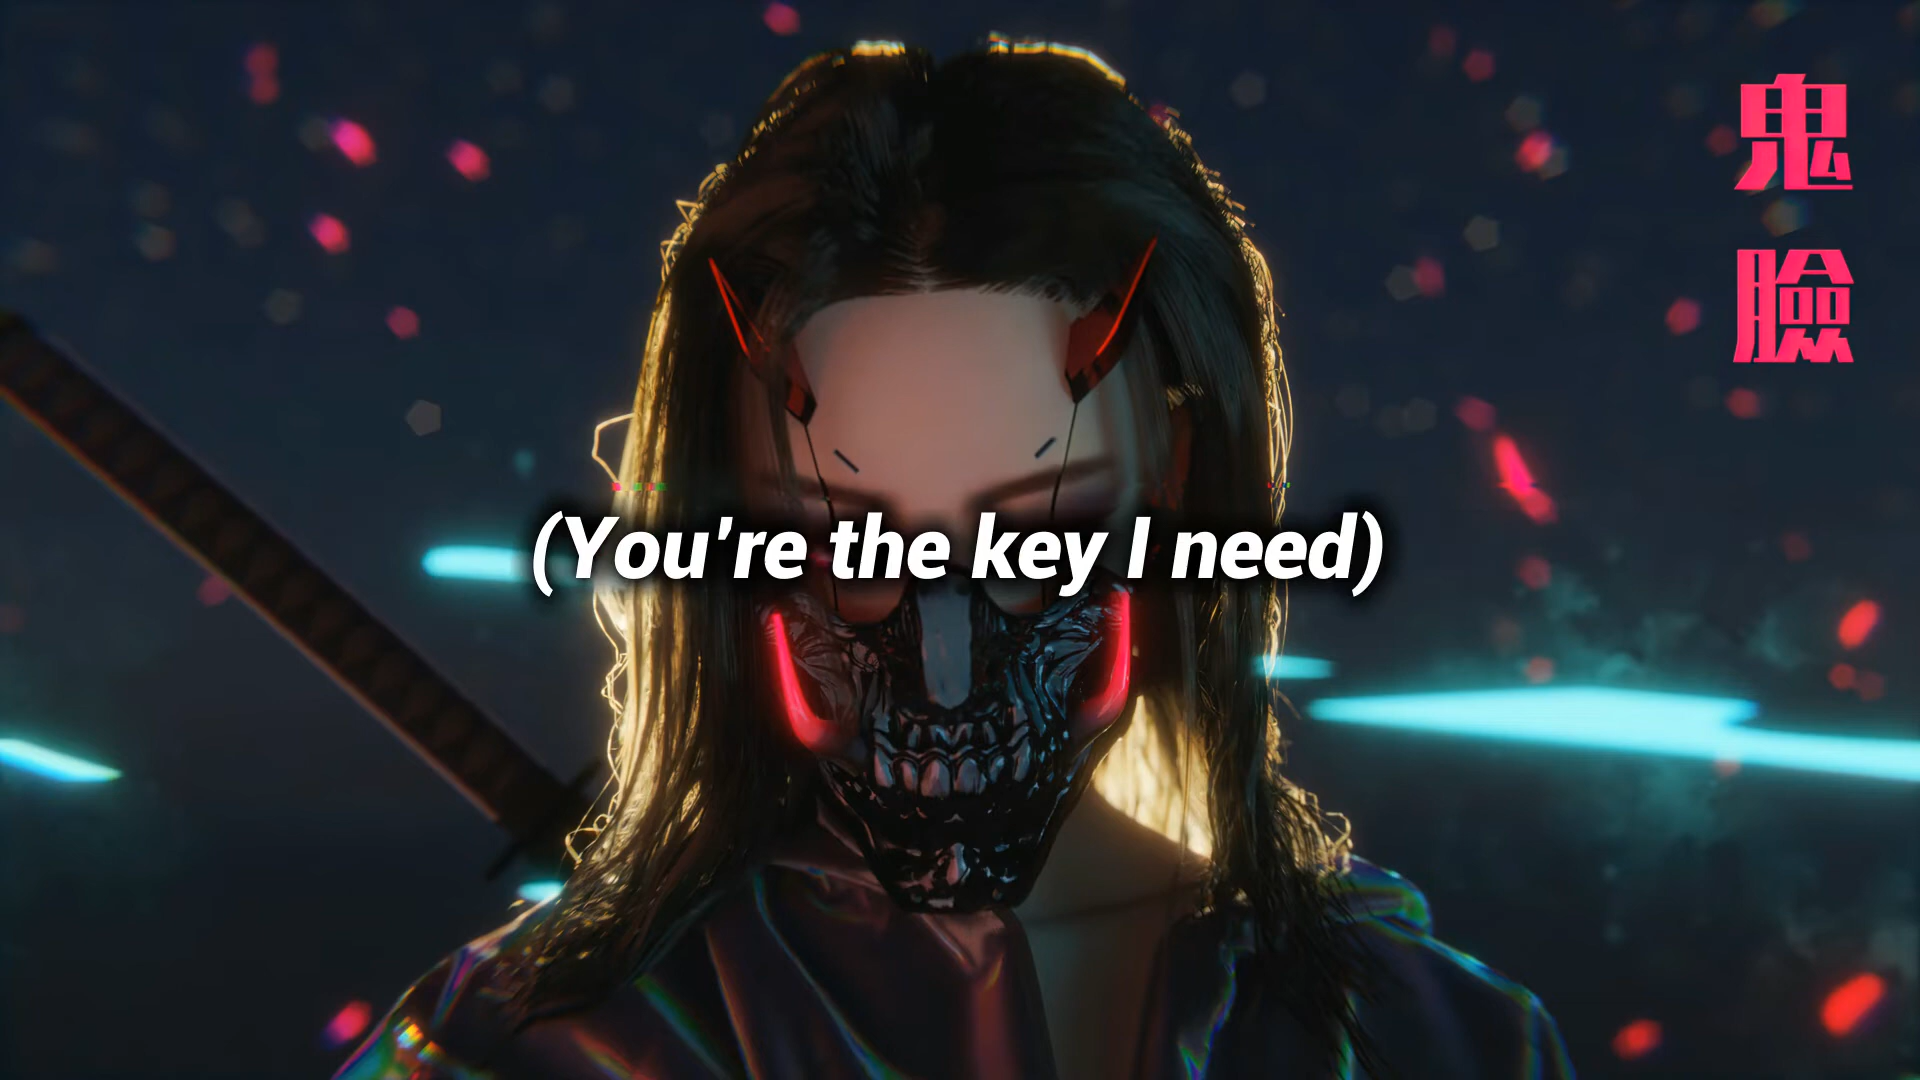 鬼
臉
(You're the key I need)